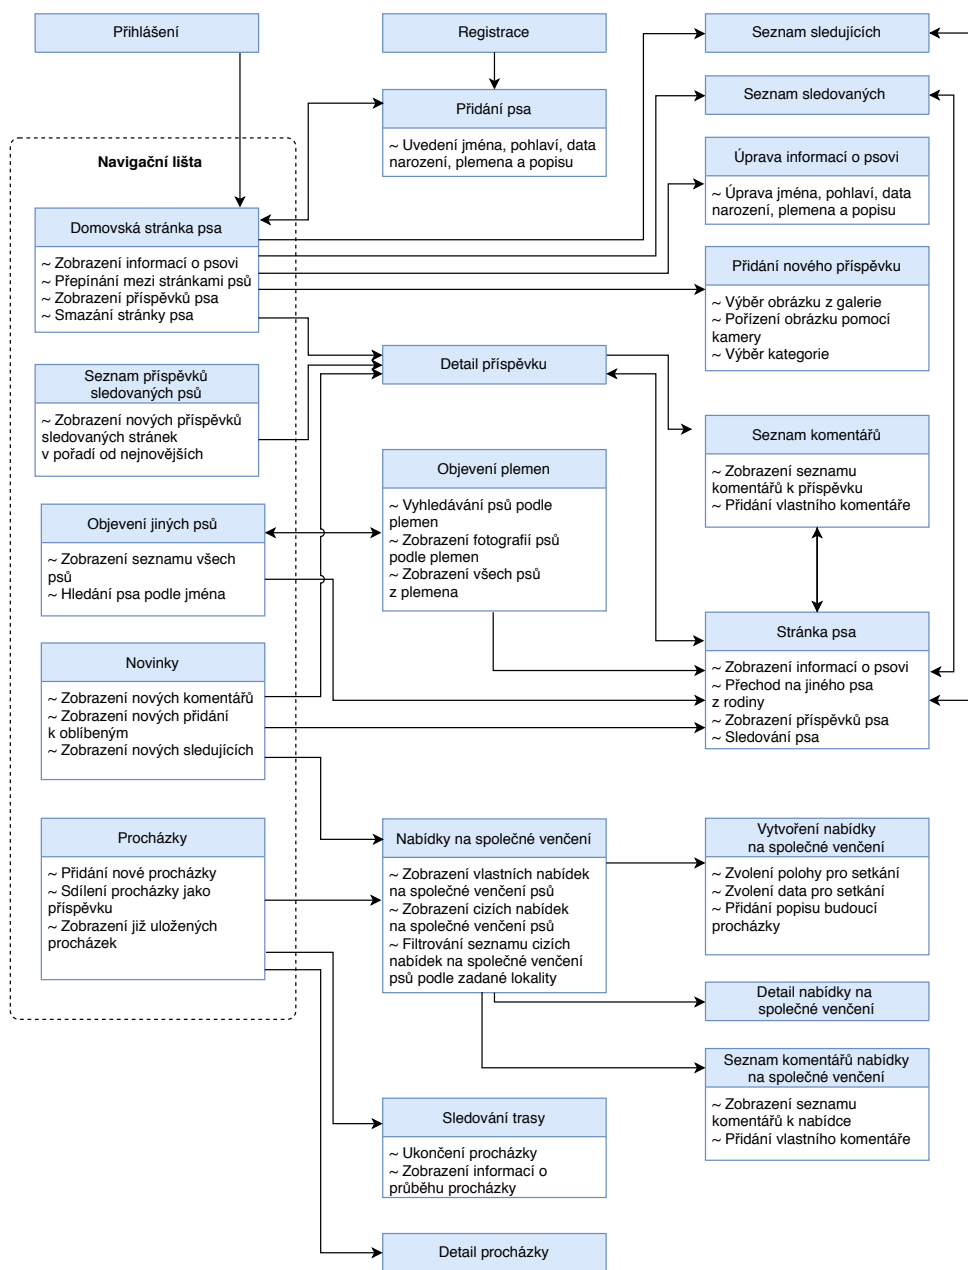 Přihlášení
Registrace
Seznam sledujících
Přidání psa
~ Uvedení jména, pohlaví, data
narození, plemena a popisu
Seznam sledovaných
Úprava informací o psovi
~ Úprava jména, pohlaví, data
narození, plemena a popisu
Navigační lišta
Domovská stránka psa
~ Zobrazení informací o psovi
~ Přepínání mezi stránkami psů
~ Zobrazení příspěvků psa
~ Smazání stránky psa
Přidání nového příspěvku
~ Výběr obrázku z galerie
~ Pořízení obrázku pomocí
kamery
~ Výběr kategorie
Seznam příspěvků
sledovaných psů
~ Zobrazení nových příspěvků
sledovaných stránek
v pořadí od nejnovějších
Detail příspěvku
Seznam komentářů
~ Zobrazení seznamu
komentářů k příspěvku
~ Přidání vlastního komentáře
Objevení jiných psů
~ Zobrazení seznamu všech
psů
~ Hledání psa podle jména
Objevení plemen
~ Vyhledávání psů podle
plemen
~ Zobrazení fotografií psů
podle plemen
~ Zobrazení všech psů
z plemena
Stránka psa
~ Zobrazení informací o psovi
~ Přechod na jiného psa
z rodiny
~ Zobrazení příspěvků psa
~ Sledování psa
Novinky
~ Zobrazení nových komentářů
~ Zobrazení nových přidání
k oblíbeným
~ Zobrazení nových sledujících
Procházky
~ Přidání nové procházky
~ Sdílení procházky jako
příspěvku
~ Zobrazení již uložených
procházek
Nabídky na společné venčení
~ Zobrazení vlastních nabídek
na společné venčení psů
~ Zobrazení cizích nabídek
na společné venčení psů
~ Filtrování seznamu cizích
nabídek na společné venčení
psů podle zadané lokality
Vytvoření nabídky
na společné venčení
~ Zvolení polohy pro setkání
~ Zvolení data pro setkání
~ Přidání popisu budoucí
procházky
Detail nabídky na
společné venčení
Seznam komentářů nabídky
na společné venčení
~ Zobrazení seznamu
komentářů k nabídce
~ Přidání vlastního komentáře
Sledování trasy
~ Ukončení procházky
~ Zobrazení informací o
průběhu procházky
Detail procházky